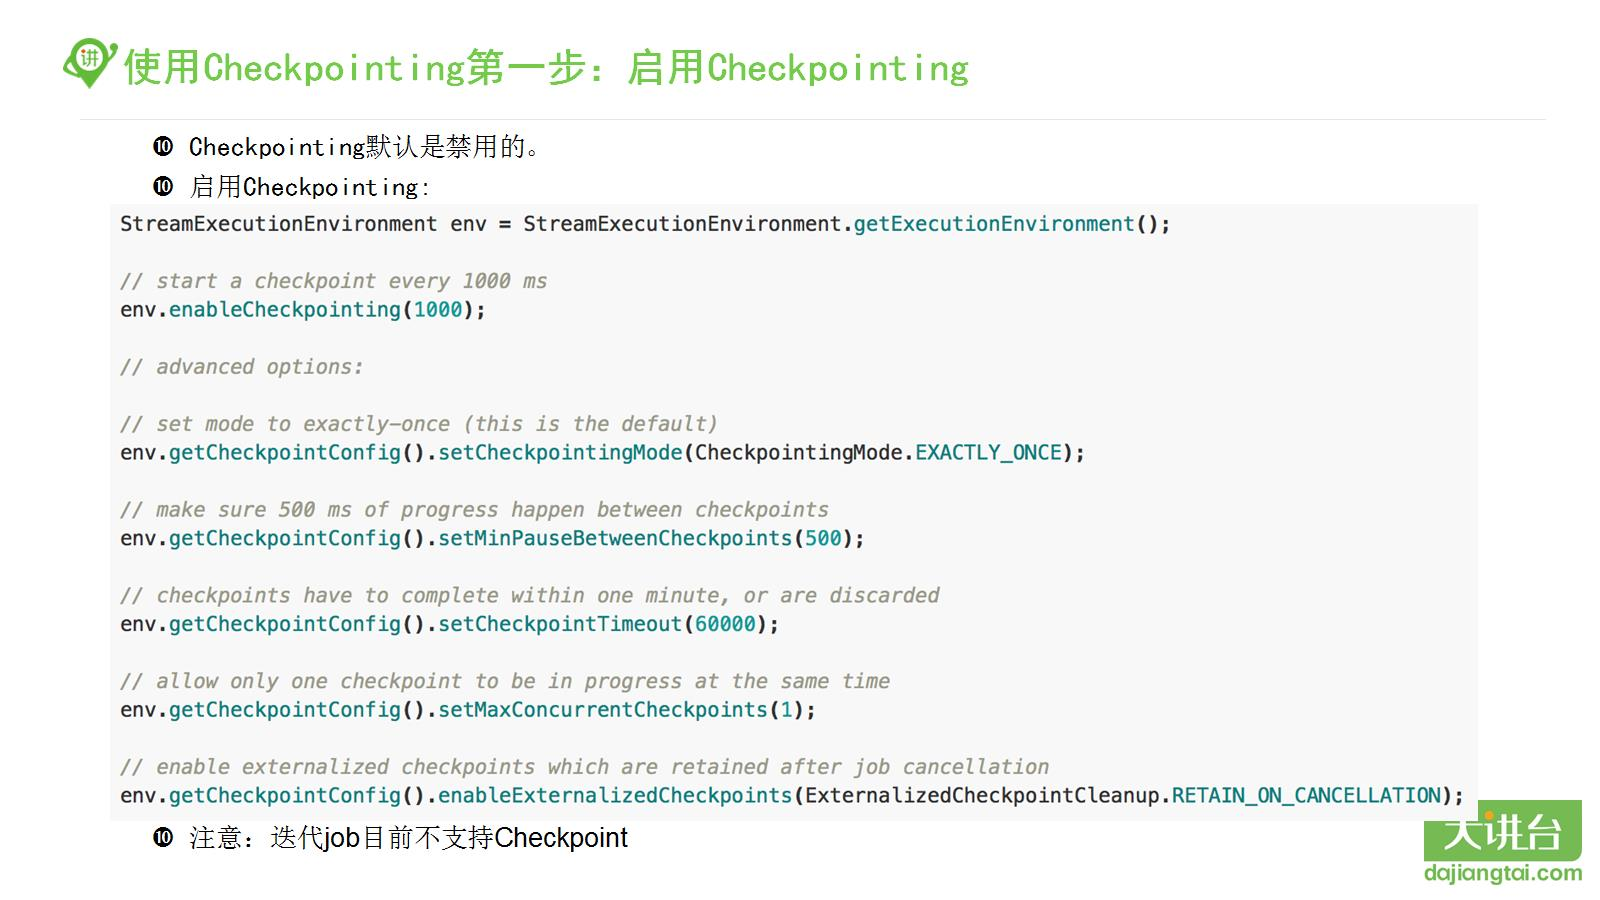 讲
使用Checkpointing第一步：启用Checkpointing
❿ Checkpointing默认是禁用的。
❿ 启用Checkpointing:
StreamExecutionEnvironment env = StreamExecutionEnvironment.getExecutionEnvironment();
// start a checkpoint every 1000 ms
env.enableCheckpointing(1000);
// advanced options:
// set mode to exactly-once (this is the default)
env.getCheckpointConfig().setCheckpointingMode(CheckpointingMode.EXACTLY_ONCE);
// make sure 500 ms of progress happen between checkpoints
env.getCheckpointConfig().setMinPauseBetweenCheckpoints(500);
// checkpoints have to complete within one minute, or are discarded
env.getCheckpointConfig().setCheckpointTimeout(60000);
// allow only one checkpoint to be in progress at the same time
env.getCheckpointConfig().setMaxConcurrentCheckpoints(1);
// enable externalized checkpoints which are retained after job cancellation
env.getCheckpointConfig().enableExternalizedCheckpoints(ExternalizedCheckpointCleanup.RETAIN_ON_CANCELLATION);
❿ 注意：迭代job目前不支持Checkpoint
大讲台
dajiangtai.com